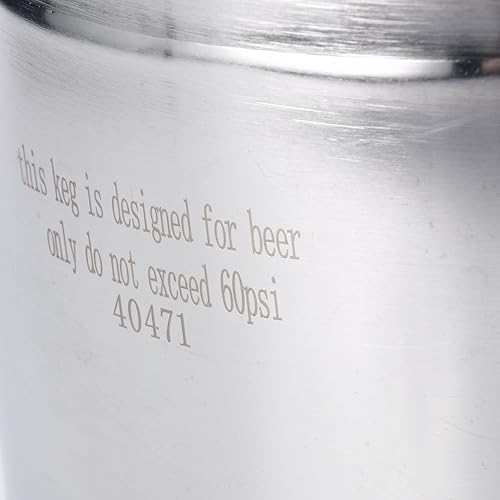 this keg is designed for beer
only do not exceed 60psi
40471